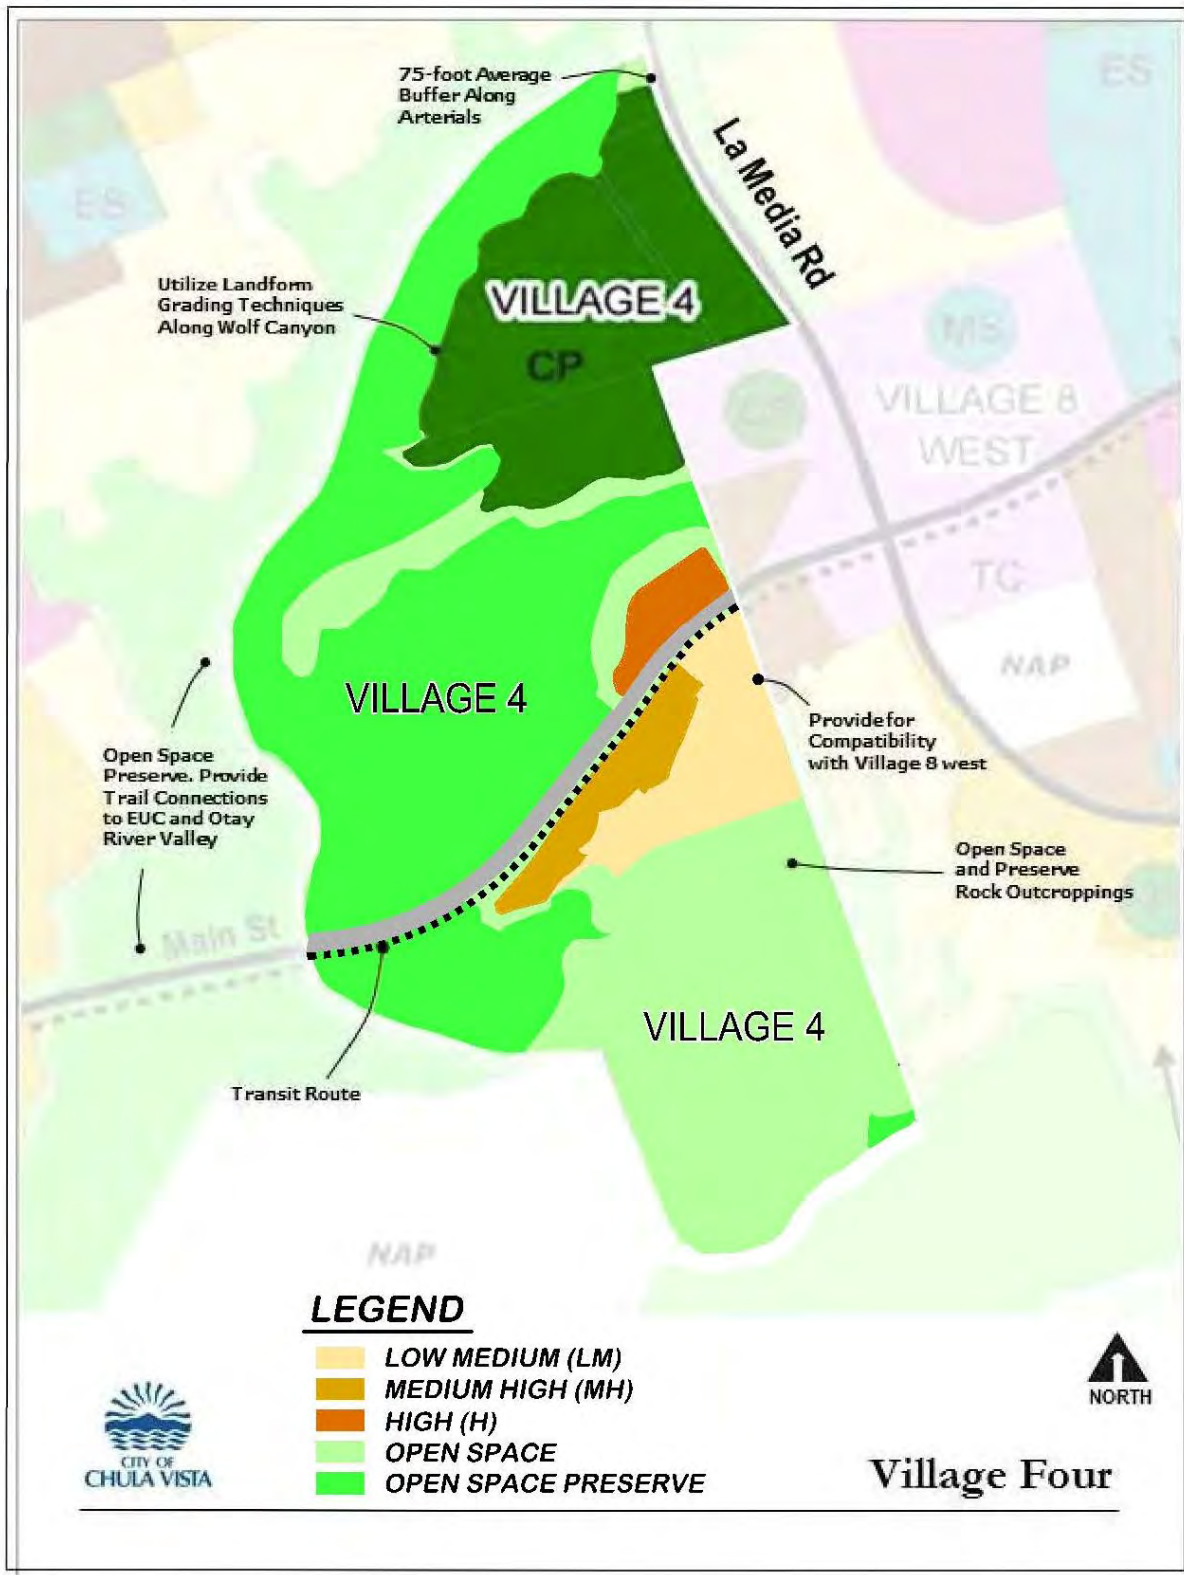 75-foot Average
Buffer Along
Arterials
ES
La Media Rd
ES
Utilize Landform
Grading Techniques
Along Wolf Canyon
VILLAGE 4
CP
MS
VILLAGE 8
WEST
TC
NAP
VILLAGE 4
Provide for
Compatibility
with Village 8 west
Open Space
Preserve. Provide
Trail Connections
to EUC and Otay
River Valley
Open Space
and Preserve
Rock Outcroppings
Main St
VILLAGE 4
Transit Route
NAP
LEGEND
LOW MEDIUM (LM)
MEDIUM HIGH (MH)
HIGH (H)
OPEN SPACE
OPEN SPACE PRESERVE
NORTH
CITY OF
CHULA VISTA
Village Four